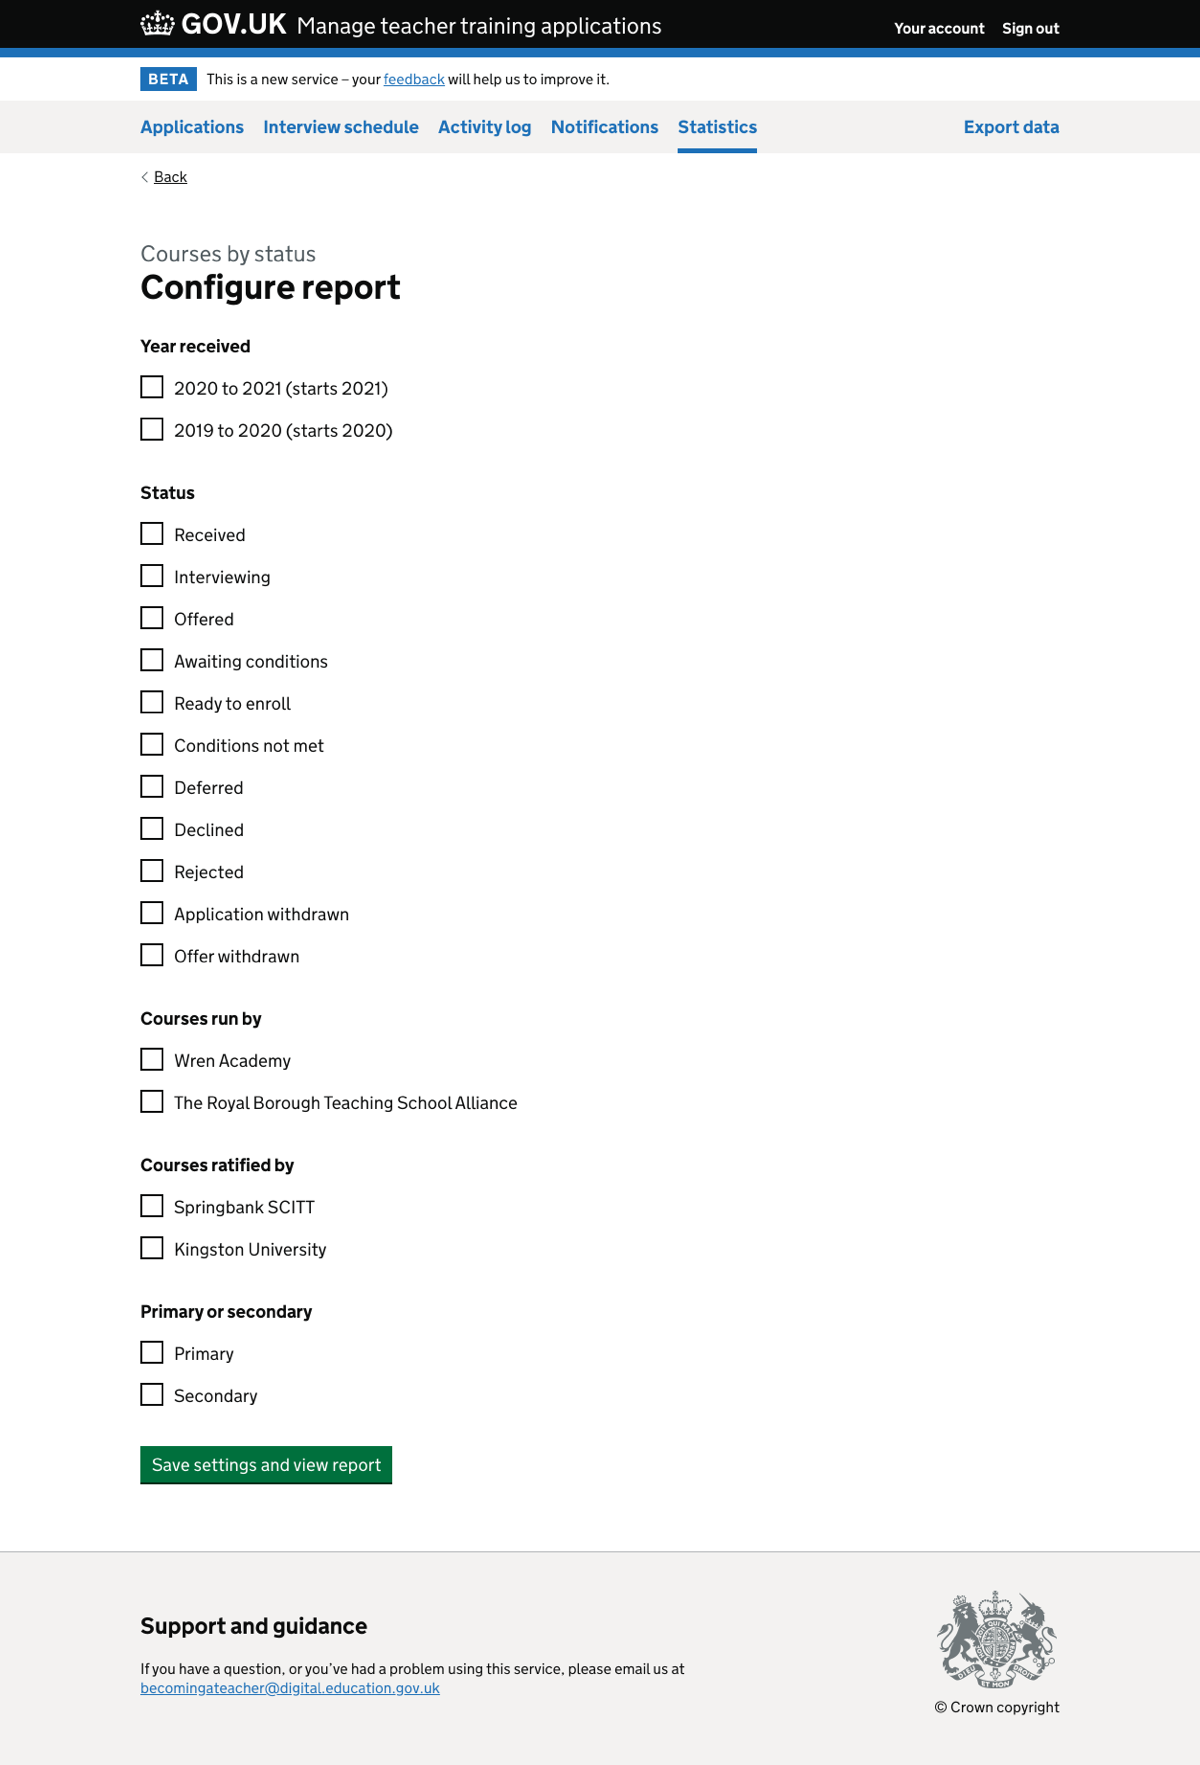 GOV.UK Manage teacher training applications
Your account Sign out
BETA This is a new service – your feedback will help us to improve it.
Applications Interview schedule Activity log Notifications Statistics Export data
Back
Courses by status
Configure report
Year received
2020 to 2021 (starts 2021)
2019 to 2020 (starts 2020)
Status
Received
Interviewing
Offered
Awaiting conditions
Ready to enroll
Conditions not met
Deferred
Declined
Rejected
Application withdrawn
Offer withdrawn
Courses run by
Wren Academy
The Royal Borough Teaching School Alliance
Courses ratified by
Springbank SCITT
Kingston University
Primary or secondary
Primary
Secondary
Save settings and view report
Support and guidance
If you have a question, or you’ve had a problem using this service, please email us at
becomingateacher@digital.education.gov.uk
DIEU ET MON DROIT
© Crown copyright